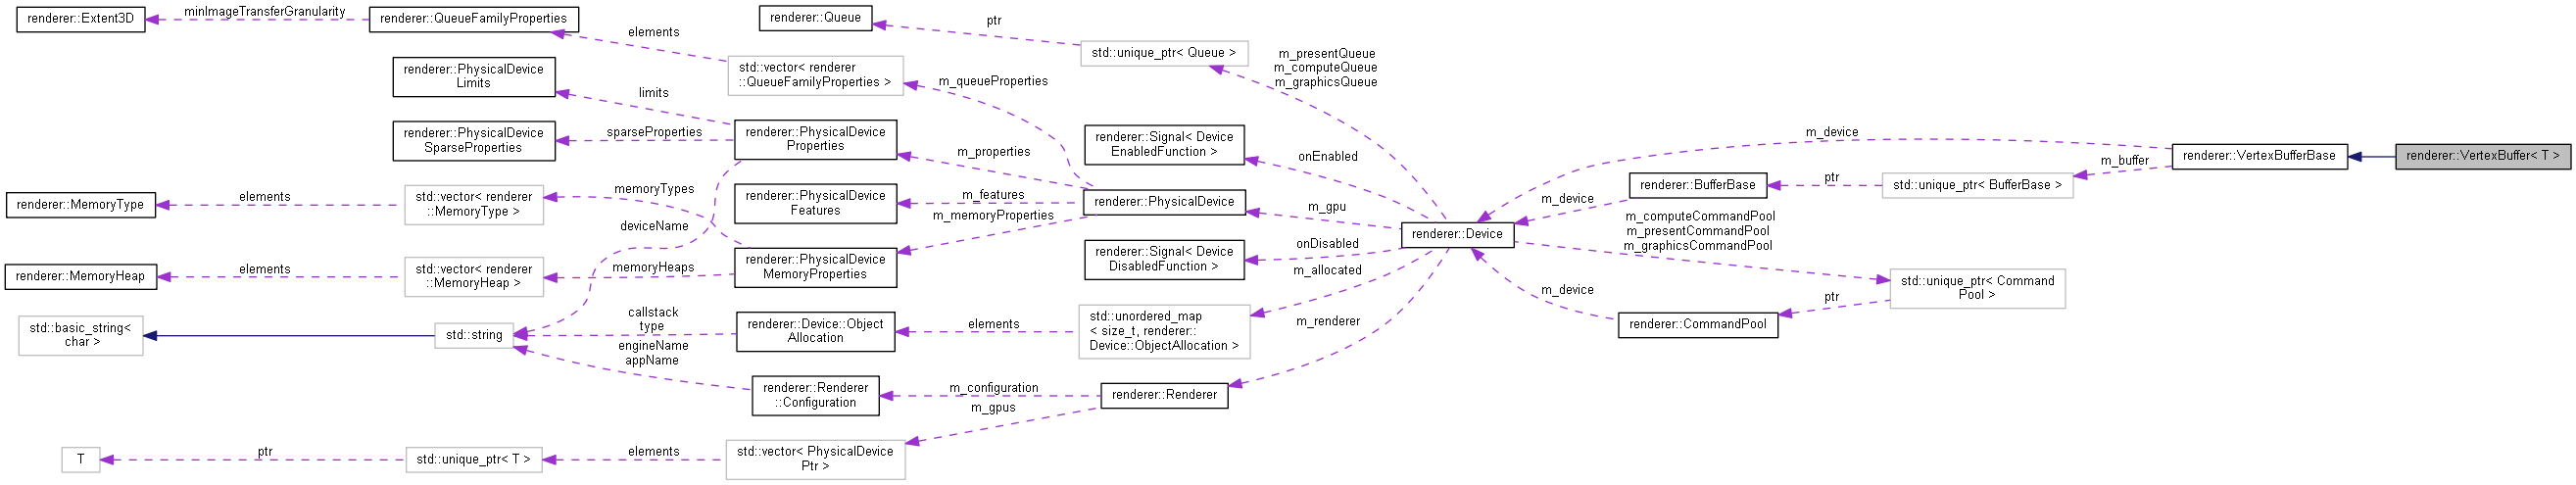 renderer::Extent3D
minImageTransferGranularity
renderer::QueueFamilyProperties
elements
renderer::Queue
ptr
std::unique_ptr< Queue >
m_presentQueue
m_computeQueue
m_graphicsQueue
renderer::PhysicalDevice
Limits
limits
std::vector< renderer
::QueueFamilyProperties >
m_queueProperties
renderer::PhysicalDevice
SparseProperties
sparseProperties
renderer::PhysicalDevice
Properties
m_properties
renderer::Signal< Device
EnabledFunction >
onEnabled
m_device
renderer::VertexBufferBase
renderer::VertexBuffer< T >
m_buffer
std::unique_ptr< BufferBase >
ptr
renderer::BufferBase
m_device
renderer::MemoryType
elements
std::vector< renderer
::MemoryType >
memoryTypes
renderer::PhysicalDevice
Features
m_features
m_memoryProperties
renderer::PhysicalDevice
m_gpu
renderer::Device
m_computeCommandPool
m_presentCommandPool
m_graphicsCommandPool
deviceName
renderer::MemoryHeap
elements
std::vector< renderer
::MemoryHeap >
memoryHeaps
renderer::PhysicalDevice
MemoryProperties
renderer::Signal< Device
DisabledFunction >
onDisabled
m_allocated
m_device
std::unique_ptr< Command
Pool >
ptr
renderer::CommandPool
std::basic_string<
char >
std::string
callstack
type
renderer::Device::Object
Allocation
elements
std::unordered_map
< size_t, renderer::
Device::ObjectAllocation >
m_renderer
engineName
appName
renderer::Renderer
::Configuration
m_configuration
renderer::Renderer
m_gpus
T
ptr
std::unique_ptr< T >
elements
std::vector< PhysicalDevice
Ptr >